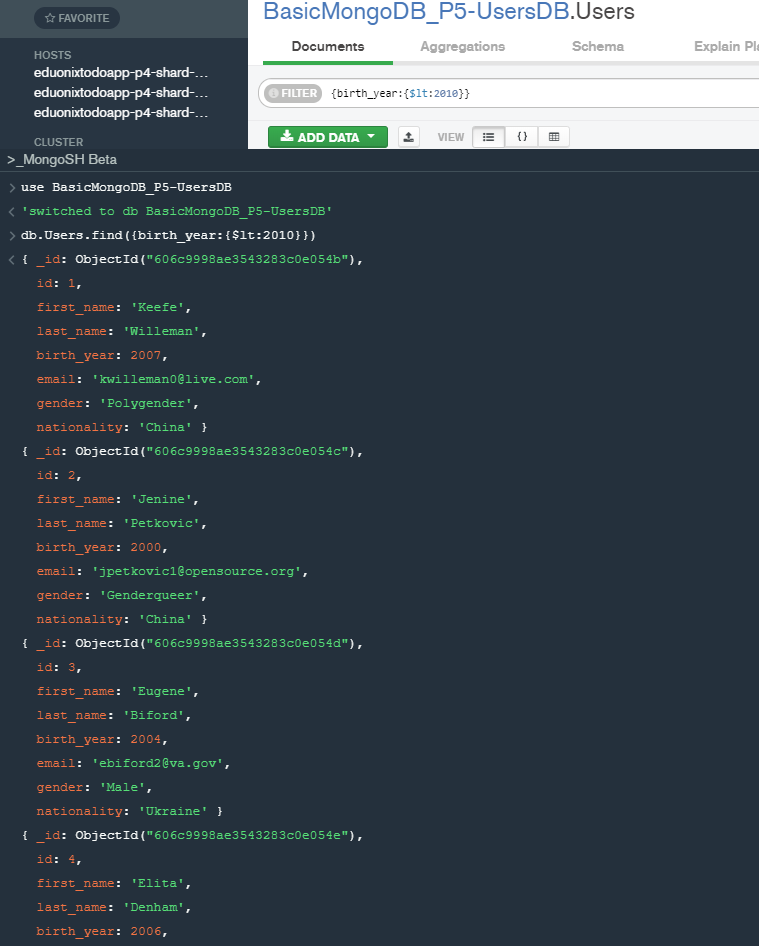 FAVORITE
HOSTS
eduonixtodoapp-p4-shard-...
eduonixtodoapp-p4-shard-...
eduonixtodoapp-p4-shard-...
CLUSTER
BasicMongoDB_P5-UsersDB.Users
Documents Aggregations Schema Explain Pla
FILTER {birth_year:{$lt:2010}}
ADD DATA VIEW {}
>_MongoSH Beta
> use BasicMongoDB_P5-UsersDB
< 'switched to db BasicMongoDB_P5-UsersDB'
> db.Users.find({birth_year:{$lt:2010}})
< { _id: ObjectId("606c9998ae3543283c0e054b"),
id: 1,
first_name: 'Keefe',
last_name: 'Willeman',
birth_year: 2007,
email: 'kwilleman0@live.com',
gender: 'Polygender',
nationality: 'China' }
{ _id: ObjectId("606c9998ae3543283c0e054c"),
id: 2,
first_name: 'Jenine',
last_name: 'Petkovic',
birth_year: 2000,
email: 'jpetkovic1@opensource.org',
gender: 'Genderqueer',
nationality: 'China' }
{ _id: ObjectId("606c9998ae3543283c0e054d"),
id: 3,
first_name: 'Eugene',
last_name: 'Biford',
birth_year: 2004,
email: 'ebiford2@va.gov',
gender: 'Male',
nationality: 'Ukraine' }
{ _id: ObjectId("606c9998ae3543283c0e054e"),
id: 4,
first_name: 'Elita',
last_name: 'Denham',
birth_year: 2006,